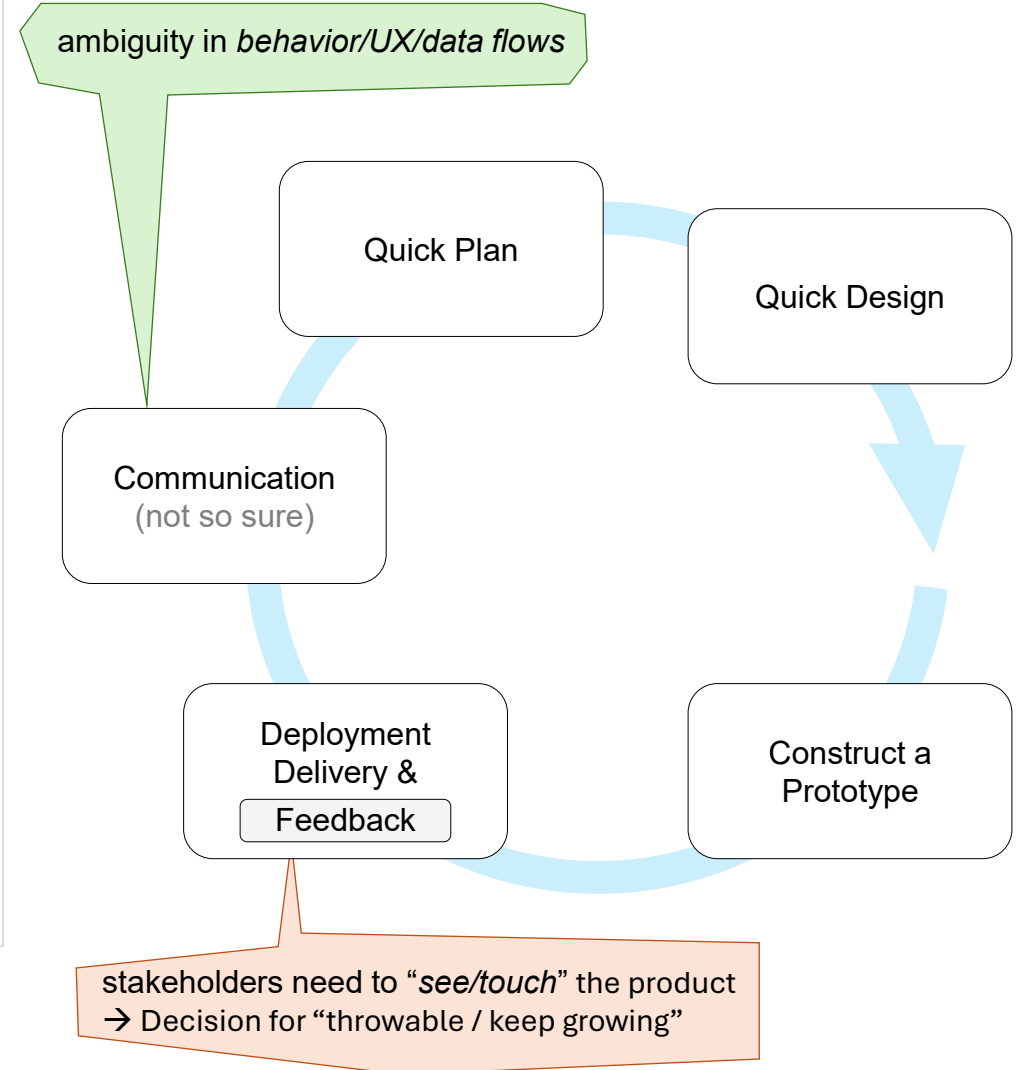 ambiguity in behavior/UX/data flows
Quick Plan
Quick Design
Communication
(not so sure)
Deployment
Delivery &
Feedback
Construct a
Prototype
stakeholders need to “see/touch” the product
→ Decision for “throwable / keep growing”